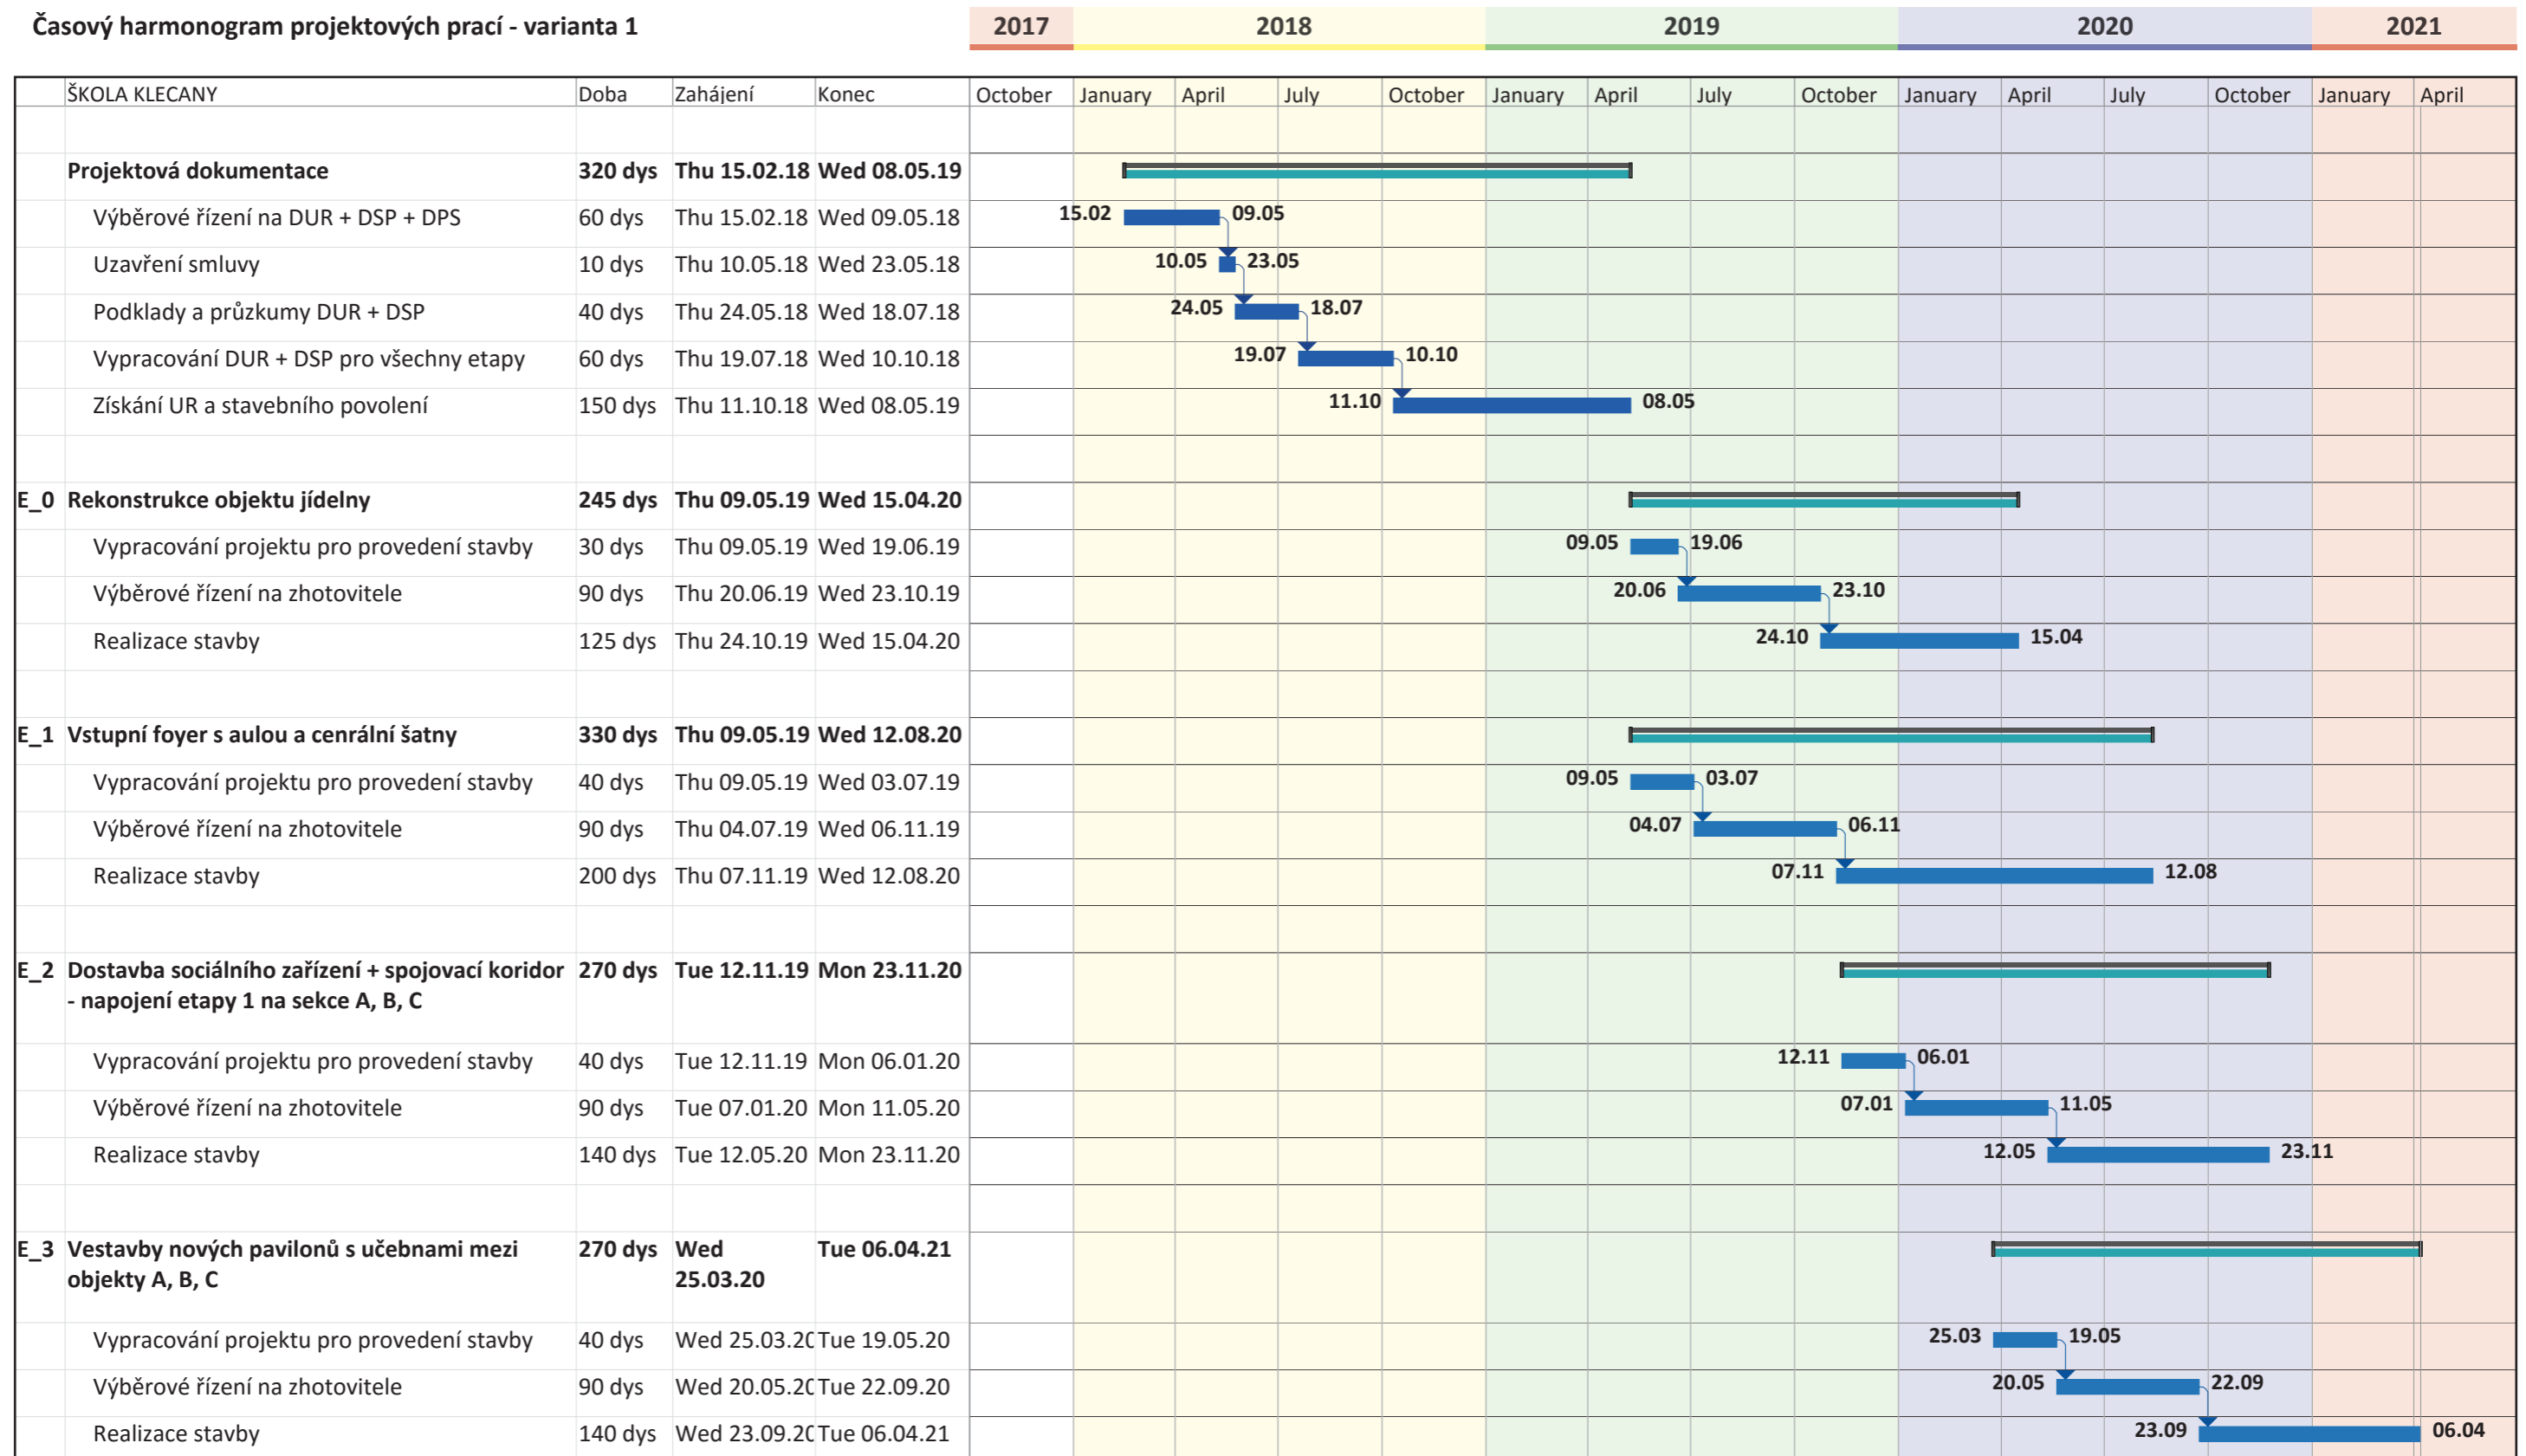 Časový harmonogram projektových prací - varianta 1 2017 2018 2019 2020 2021
ŠKOLA KLECANY Doba Zahájení Konec October January April July October January April July October January April July October January April
Projektová dokumentace 320 dys Thu 15.02.18 Wed 08.05.19
Výběrové řízení na DUR + DSP + DPS 60 dys Thu 15.02.18 Wed 09.05.18 15.02 09.05
Uzavření smluvy 10 dys Thu 10.05.18 Wed 23.05.18 10.05 23.05
Podklady a průzkumy DUR + DSP 40 dys Thu 24.05.18 Wed 18.07.18 24.05 18.07
Vypracování DUR + DSP pro všechny etapy 60 dys Thu 19.07.18 Wed 10.10.18 19.07 10.10
Získání UR a stavebního povolení 150 dys Thu 11.10.18 Wed 08.05.19 11.10 08.05
E_0 Rekonstrukce objektu jídelny 245 dys Thu 09.05.19 Wed 15.04.20
Vypracování projektu pro provedení stavby 30 dys Thu 09.05.19 Wed 19.06.19 09.05 19.06
Výběrové řízení na zhotovitele 90 dys Thu 20.06.19 Wed 23.10.19 20.06 23.10
Realizace stavby 125 dys Thu 24.10.19 Wed 15.04.20 24.10 15.04
E_1 Vstupní foyer s aulou a cenrální šatny 330 dys Thu 09.05.19 Wed 12.08.20
Vypracování projektu pro provedení stavby 40 dys Thu 09.05.19 Wed 03.07.19 09.05 03.07
Výběrové řízení na zhotovitele 90 dys Thu 04.07.19 Wed 06.11.19 04.07 06.11
Realizace stavby 200 dys Thu 07.11.19 Wed 12.08.20 07.11 12.08
E_2 Dostavba sociálního zařízení + spojovací koridor 270 dys Tue 12.11.19 Mon 23.11.20
- napojení etapy 1 na sekce A, B, C
Vypracování projektu pro provedení stavby 40 dys Tue 12.11.19 Mon 06.01.20 12.11 06.01
Výběrové řízení na zhotovitele 90 dys Tue 07.01.20 Mon 11.05.20 07.01 11.05
Realizace stavby 140 dys Tue 12.05.20 Mon 23.11.20 12.05 23.11
E_3 Vestavby nových pavilonů s učebnami mezi 270 dys Wed Tue 06.04.21
objekty A, B, C 25.03.20
Vypracování projektu pro provedení stavby 40 dys Wed 25.03.20 Tue 19.05.20 25.03 19.05
Výběrové řízení na zhotovitele 90 dys Wed 20.05.20 Tue 22.09.20 20.05 22.09
Realizace stavby 140 dys Wed 23.09.20 Tue 06.04.21 23.09 06.04